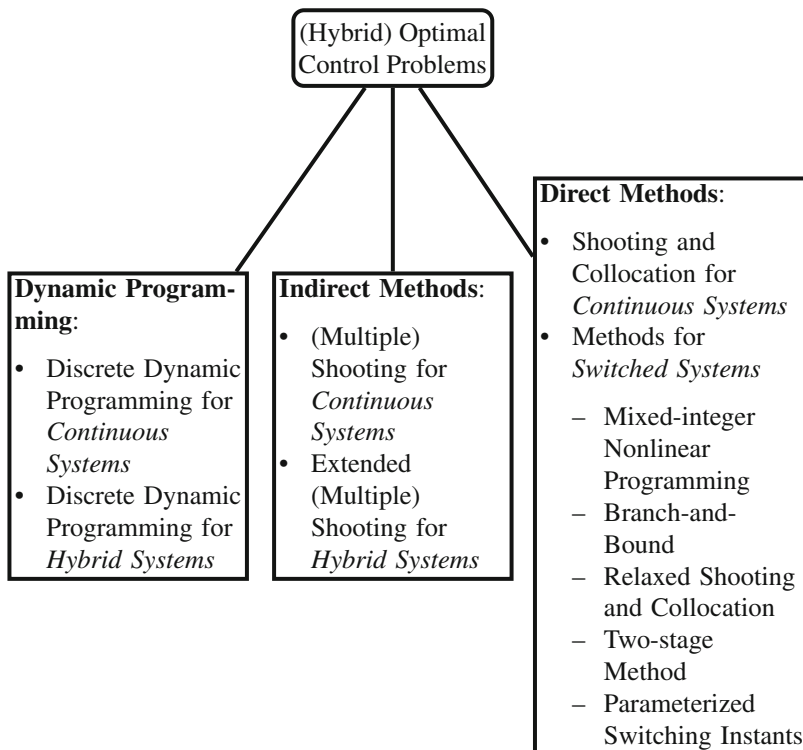 (Hybrid) Optimal
Control Problems
Dynamic Program-
ming:
• Discrete Dynamic
Programming for
Continuous
Systems
• Discrete Dynamic
Programming for
Hybrid Systems
Indirect Methods:
• (Multiple)
Shooting for
Continuous
Systems
• Extended
(Multiple)
Shooting for
Hybrid Systems
Direct Methods:
• Shooting and
Collocation for
Continuous Systems
• Methods for
Switched Systems
– Mixed-integer
Nonlinear
Programming
– Branch-and-
Bound
– Relaxed Shooting
and Collocation
– Two-stage
Method
– Parameterized
Switching Instants